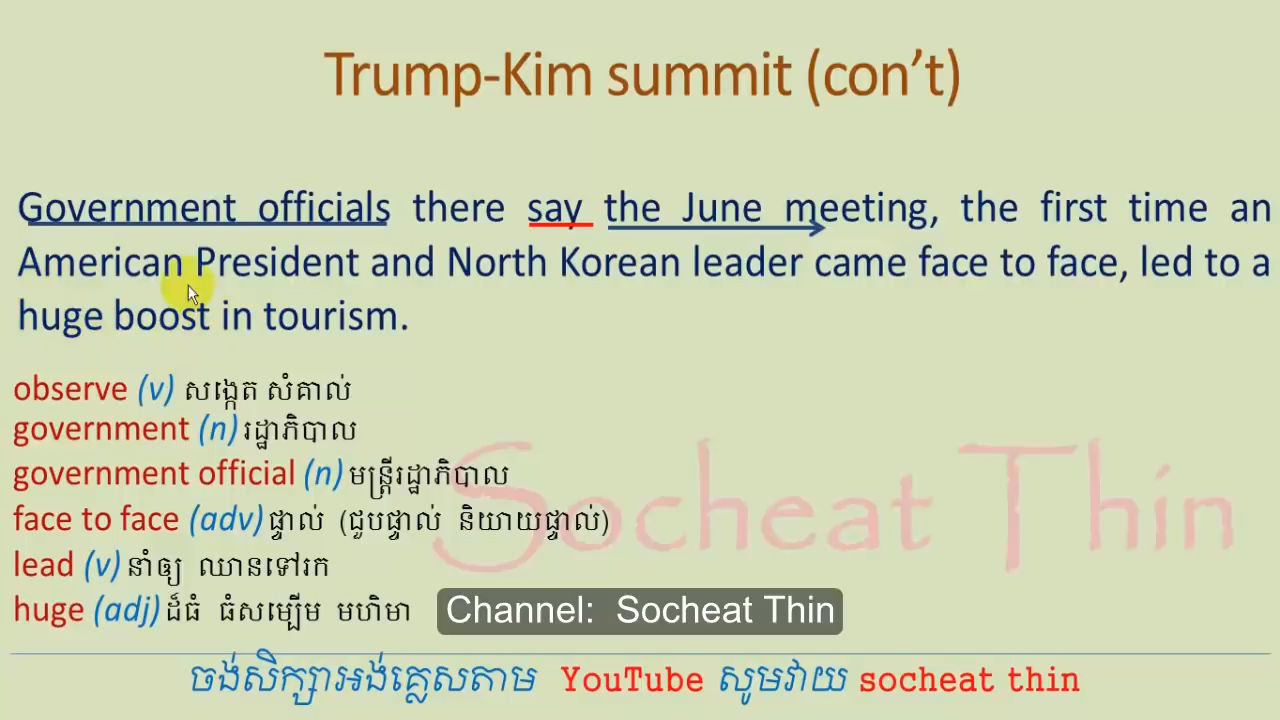 Trump-Kim summit (con’t)
Government officials there say the June meeting, the first time an
American President and North Korean leader came face to face, led to a
huge boost in tourism.
observe (v) សង្កេត សំគាល់
government (n) រដ្ឋាភិបាល
government official (n) មន្ត្រីរដ្ឋាភិបាល
face to face (adv) ផ្ទាល់ (ជួបផ្ទាល់ និយាយផ្ទាល់)
lead (v) នាំឲ្យ ឈានទៅរក
huge (adj) ដ៏ធំ ធំសម្បើម មហិមា
Socheat Thin
Channel: Socheat Thin
ចង់សិក្សាអង់គ្លេសតាម YouTube សូមវាយ socheat thin